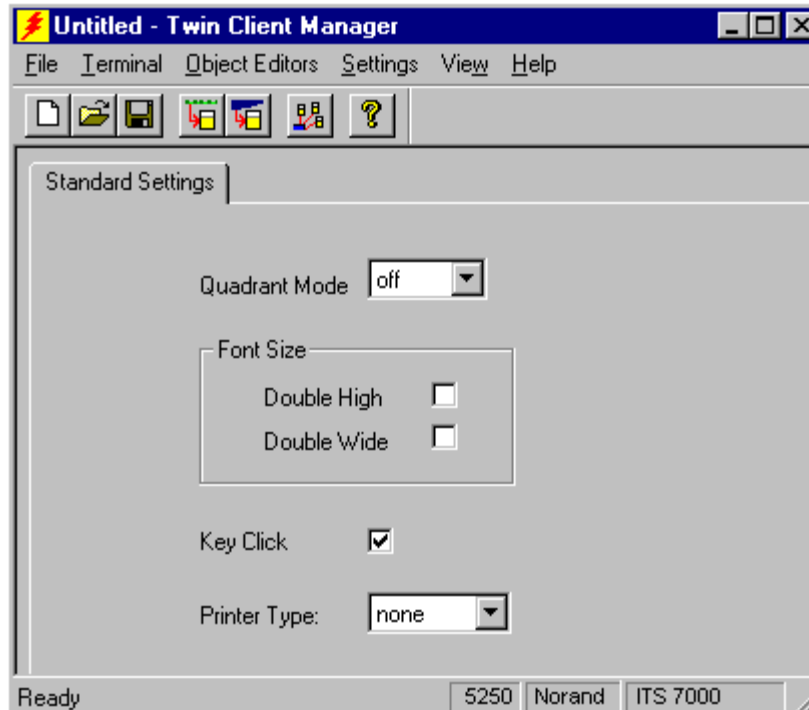 Untitled - Twin Client Manager
File Terminal Object Editors Settings View Help
Standard Settings
Quadrant Mode off
Font Size
Double High
Double Wide
Key Click
Printer Type: none
Ready 5250 Norand ITS 7000